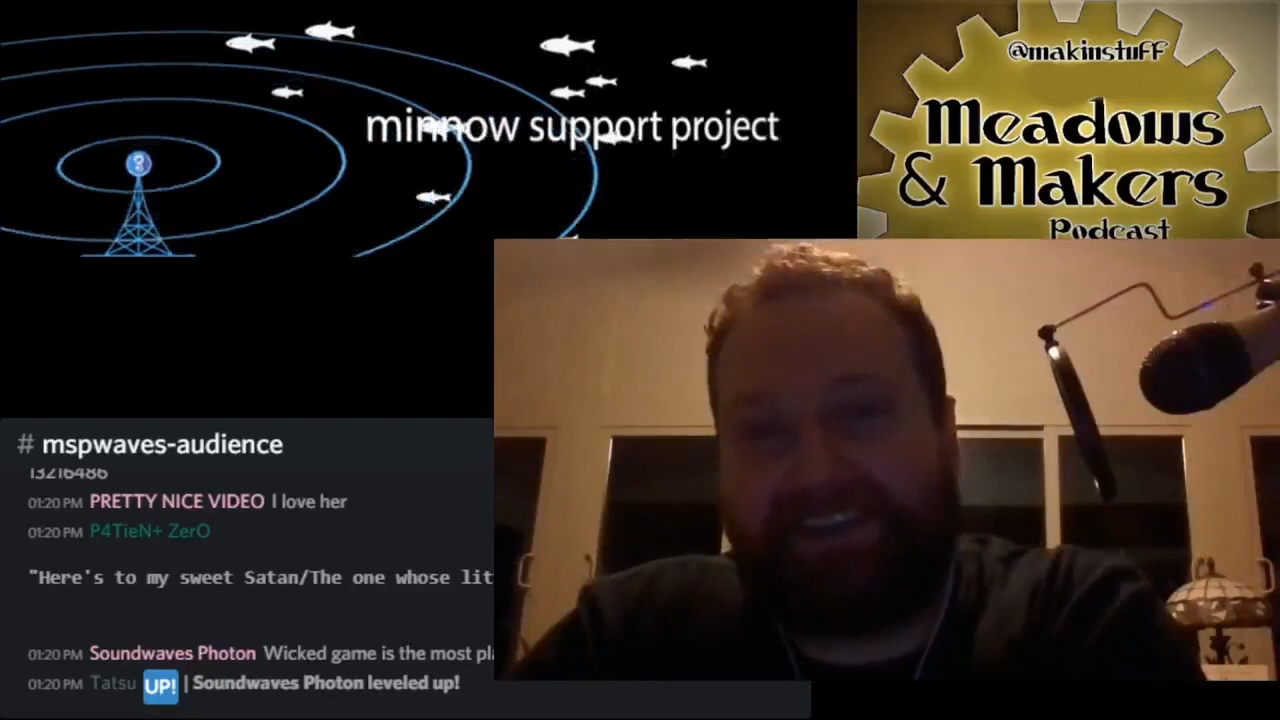 minnow support project
@makinstuff
Meadows
& Makers
Podcast
# mspwaves-audience
13216486
01:20 PM PRETTY NICE VIDEO I love her
01:20 PM P4TieN+ ZerO
"Here's to my sweet Satan/The one whose lit
01:20 PM Soundwaves Photon Wicked game is the most pla
01:20 PM Tatsu UP! | Soundwaves Photon leveled up!